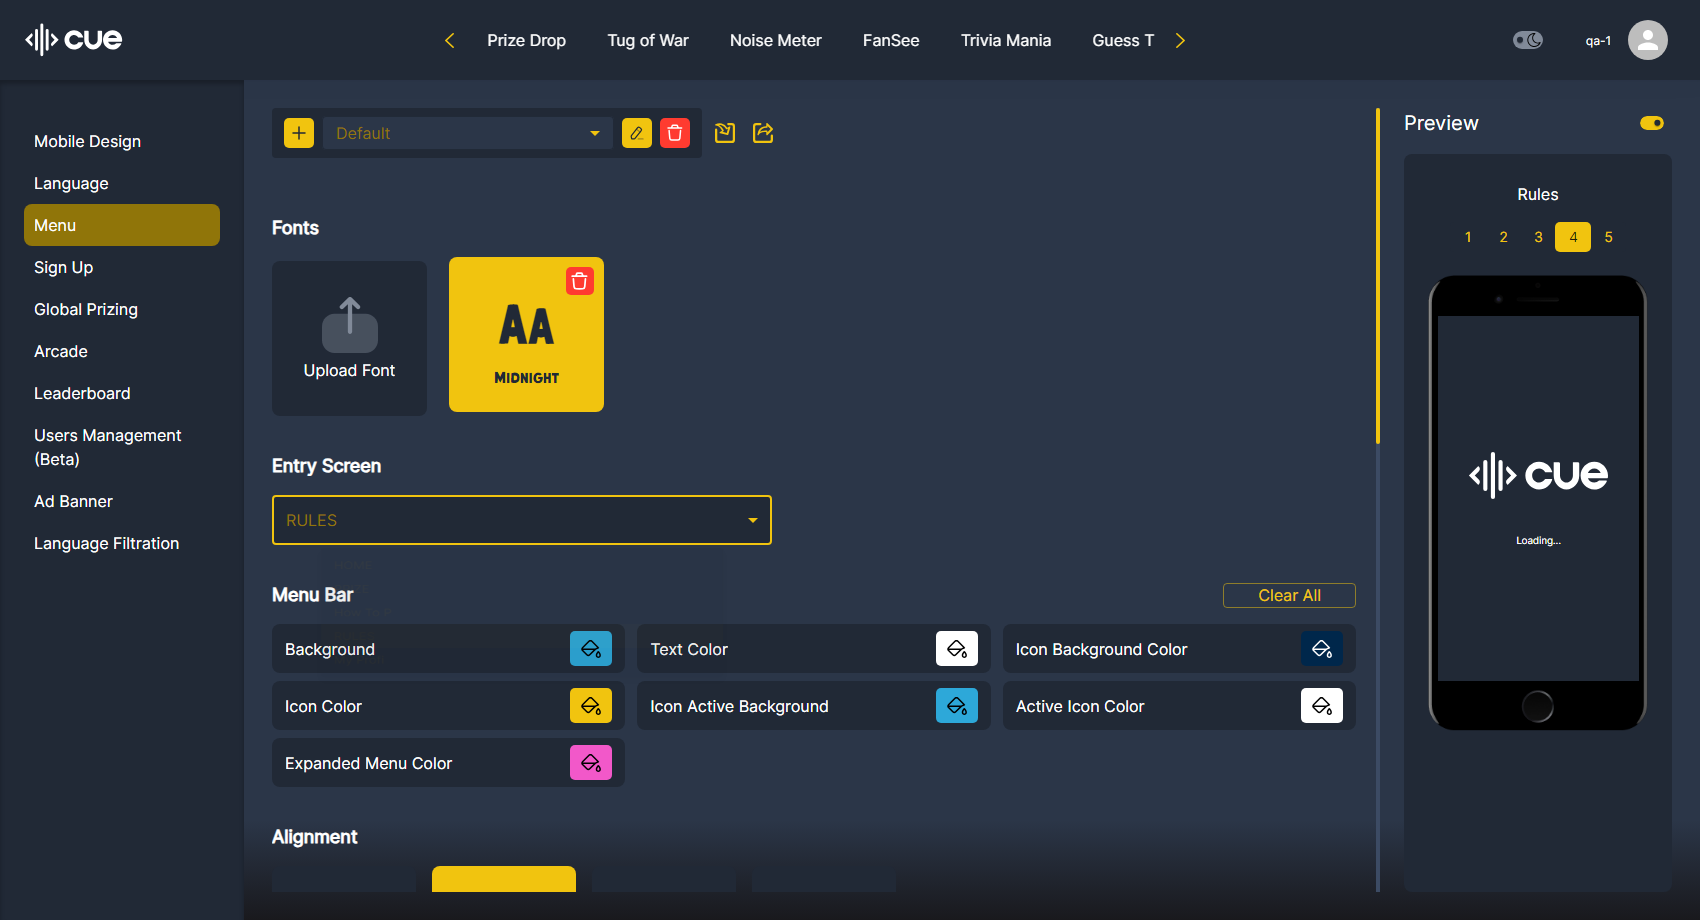 cue
Prize Drop
Tug of War
Noise Meter
FanSee
Trivia Mania
Guess T
qa-1
Mobile Design
Language
Menu
Sign Up
Global Prizing
Arcade
Leaderboard
Users Management
(Beta)
Ad Banner
Language Filtration
Default
Fonts
Upload Font
AA
MIDNIGHT
Entry Screen
RULES
Menu Bar
Clear All
Background
Text Color
Icon Background Color
Icon Color
Icon Active Background
Active Icon Color
Expanded Menu Color
Alignment
Preview
Rules
1 2 3 4 5
cue
Loading...